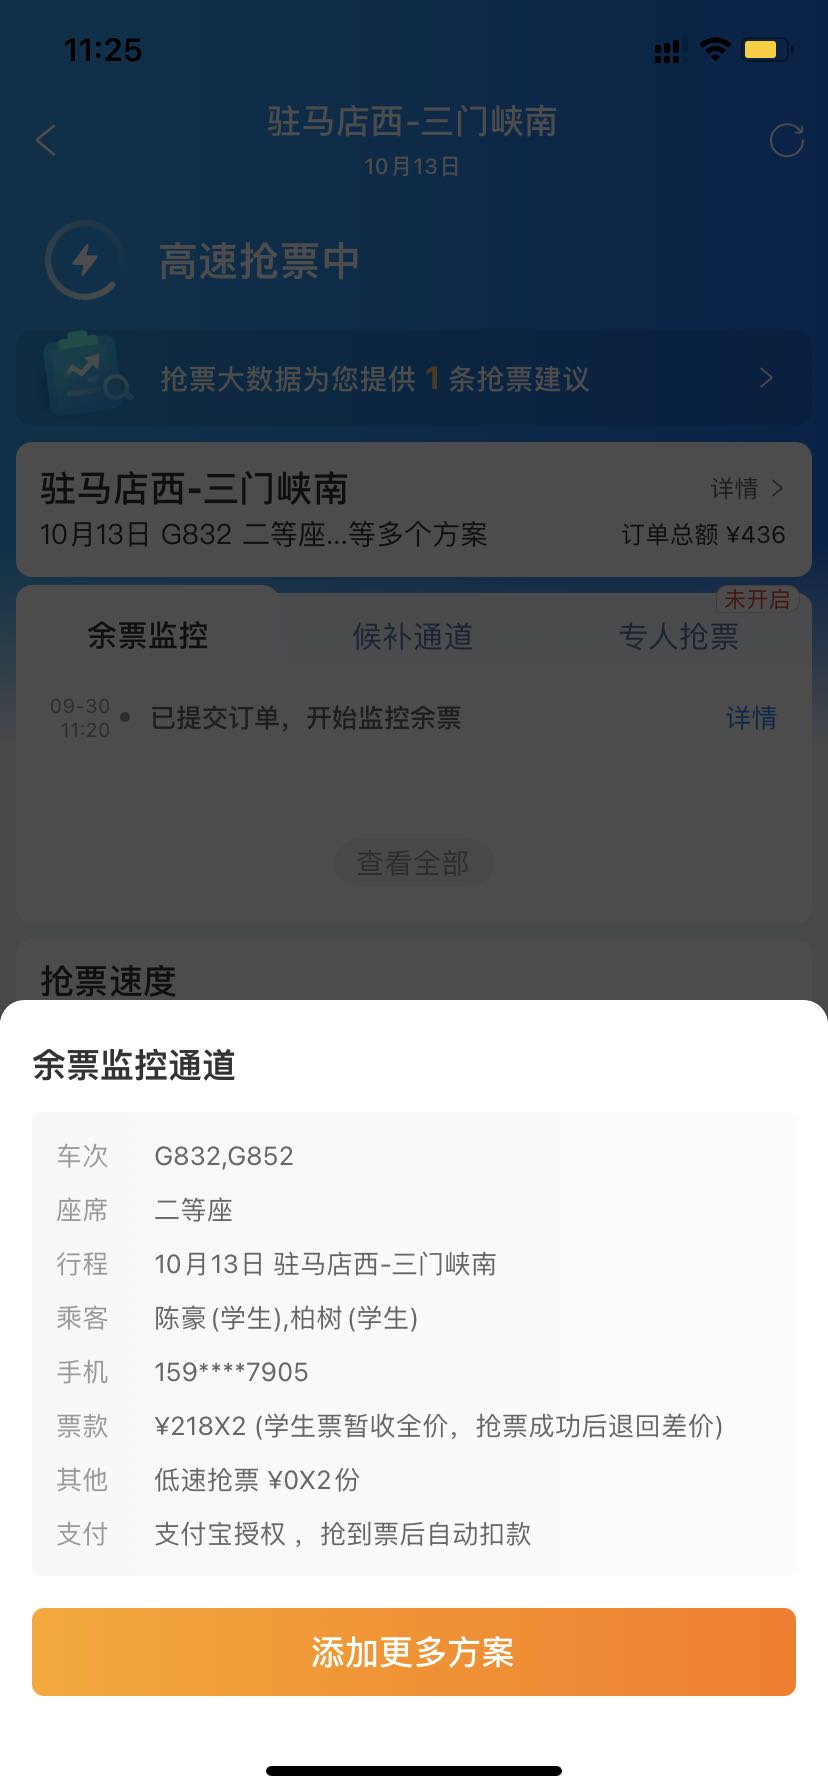 11:25
驻马店西-三门峡南
10月13日
高速抢票中
抢票大数据为您提供 1 条抢票建议
驻马店西-三门峡南
详情
10月13日 G832 二等座...等多个方案
订单总额 ¥436
未开启
余票监控
候补通道
专人抢票
09-30
11:20
已提交订单，开始监控余票
详情
查看全部
抢票速度
余票监控通道
车次 G832,G852
座席 二等座
行程 10月13日 驻马店西-三门峡南
乘客 陈豪(学生),柏树(学生)
手机 159****7905
票款 ¥218X2 (学生票暂收全价，抢票成功后退回差价)
其他 低速抢票 ¥0X2份
支付 支付宝授权 ，抢到票后自动扣款
添加更多方案